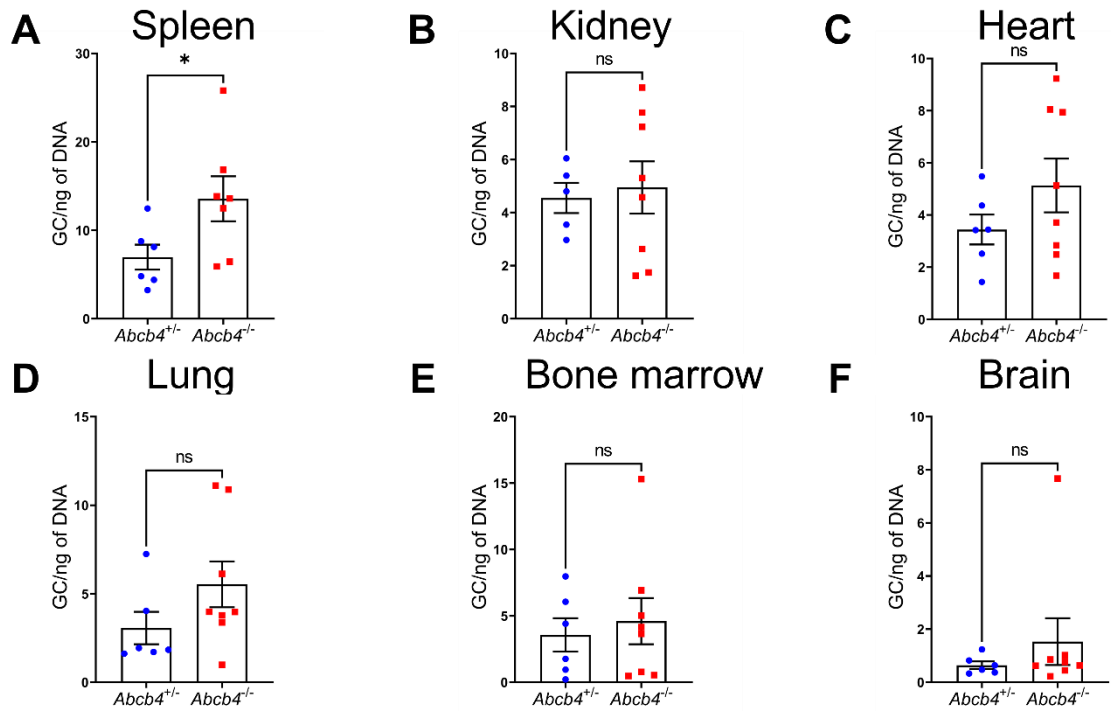 A Spleen
30
20
10
0
GC/ng of DNA
*
Abcb4+/- Abcb4-/-
B Kidney
10
8
6
4
2
0
GC/ng of DNA
ns
Abcb4+/- Abcb4-/-
C Heart
10
8
6
4
2
0
GC/ng of DNA
ns
Abcb4+/- Abcb4-/-
D Lung
15
10
5
0
GC/ng of DNA
ns
Abcb4+/- Abcb4-/-
E Bone marrow
20
15
10
5
0
GC/ng of DNA
ns
Abcb4+/- Abcb4-/-
F Brain
10
8
6
4
2
0
GC/ng of DNA
ns
Abcb4+/- Abcb4-/-